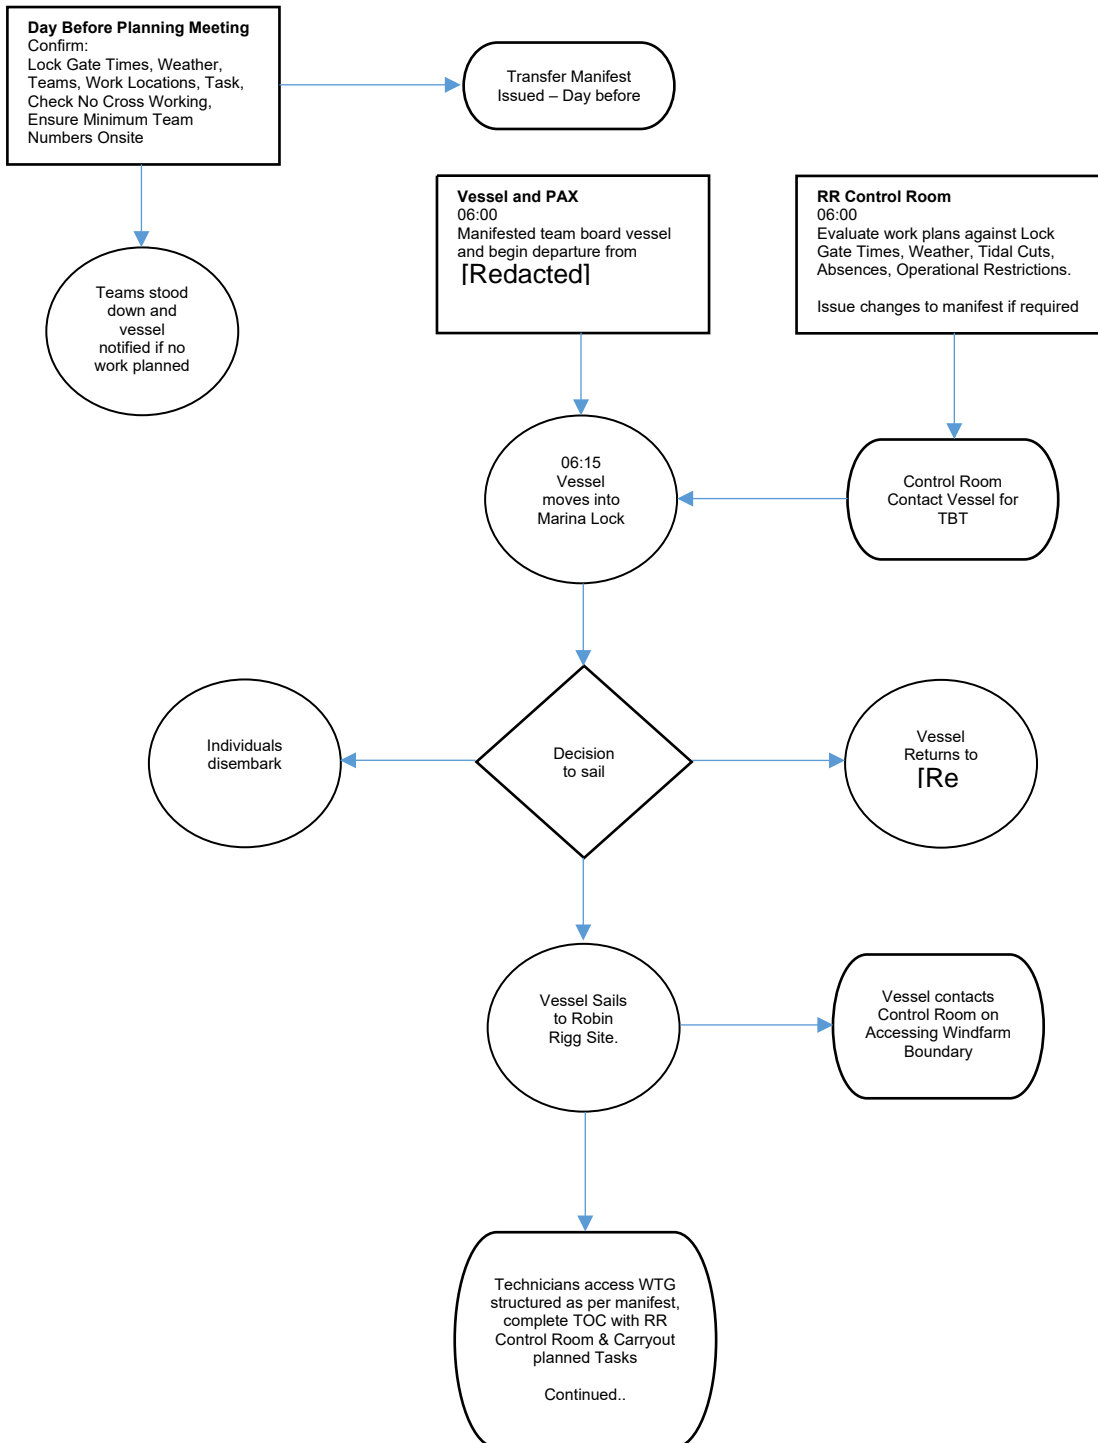 Day Before Planning Meeting
Confirm:
Lock Gate Times, Weather,
Teams, Work Locations, Task,
Check No Cross Working,
Ensure Minimum Team
Numbers Onsite
Transfer Manifest
Issued – Day before
Teams stood
down and
vessel
notified if no
work planned
Vessel and PAX
06:00
Manifested team board vessel
and begin departure from
[Redacted]
RR Control Room
06:00
Evaluate work plans against Lock
Gate Times, Weather, Tidal Cuts,
Absences, Operational Restrictions.
Issue changes to manifest if required
06:15
Vessel
moves into
Marina Lock
Control Room
Contact Vessel for
TBT
Individuals
disembark
Decision
to sail
Vessel
Returns to
[Re
Vessel Sails
to Robin
Rigg Site.
Vessel contacts
Control Room on
Accessing Windfarm
Boundary
Technicians access WTG
structured as per manifest,
complete TOC with RR
Control Room & Carryout
planned Tasks
Continued..